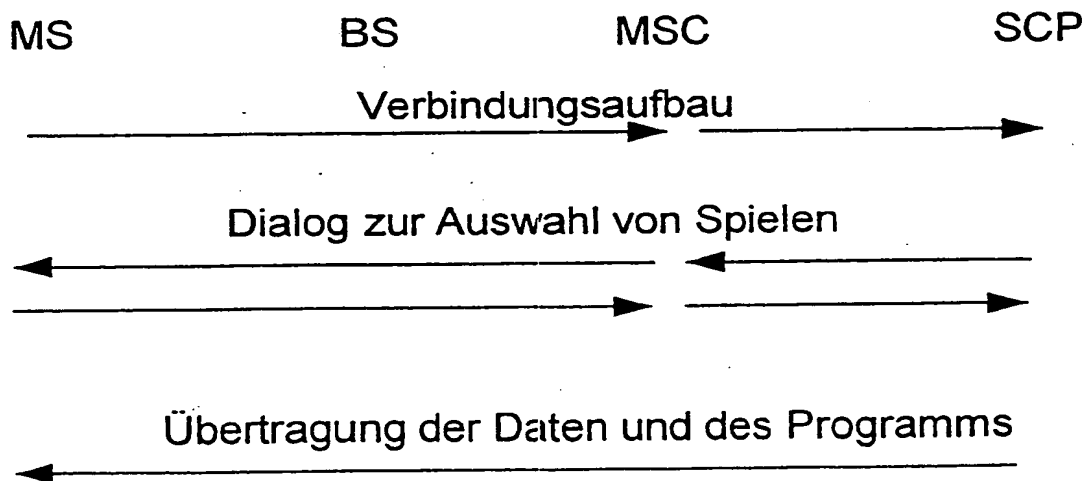 MS BS MSC SCP
Verbindungsaufbau
Dialog zur Auswahl von Spielen
Übertragung der Daten und des Programms